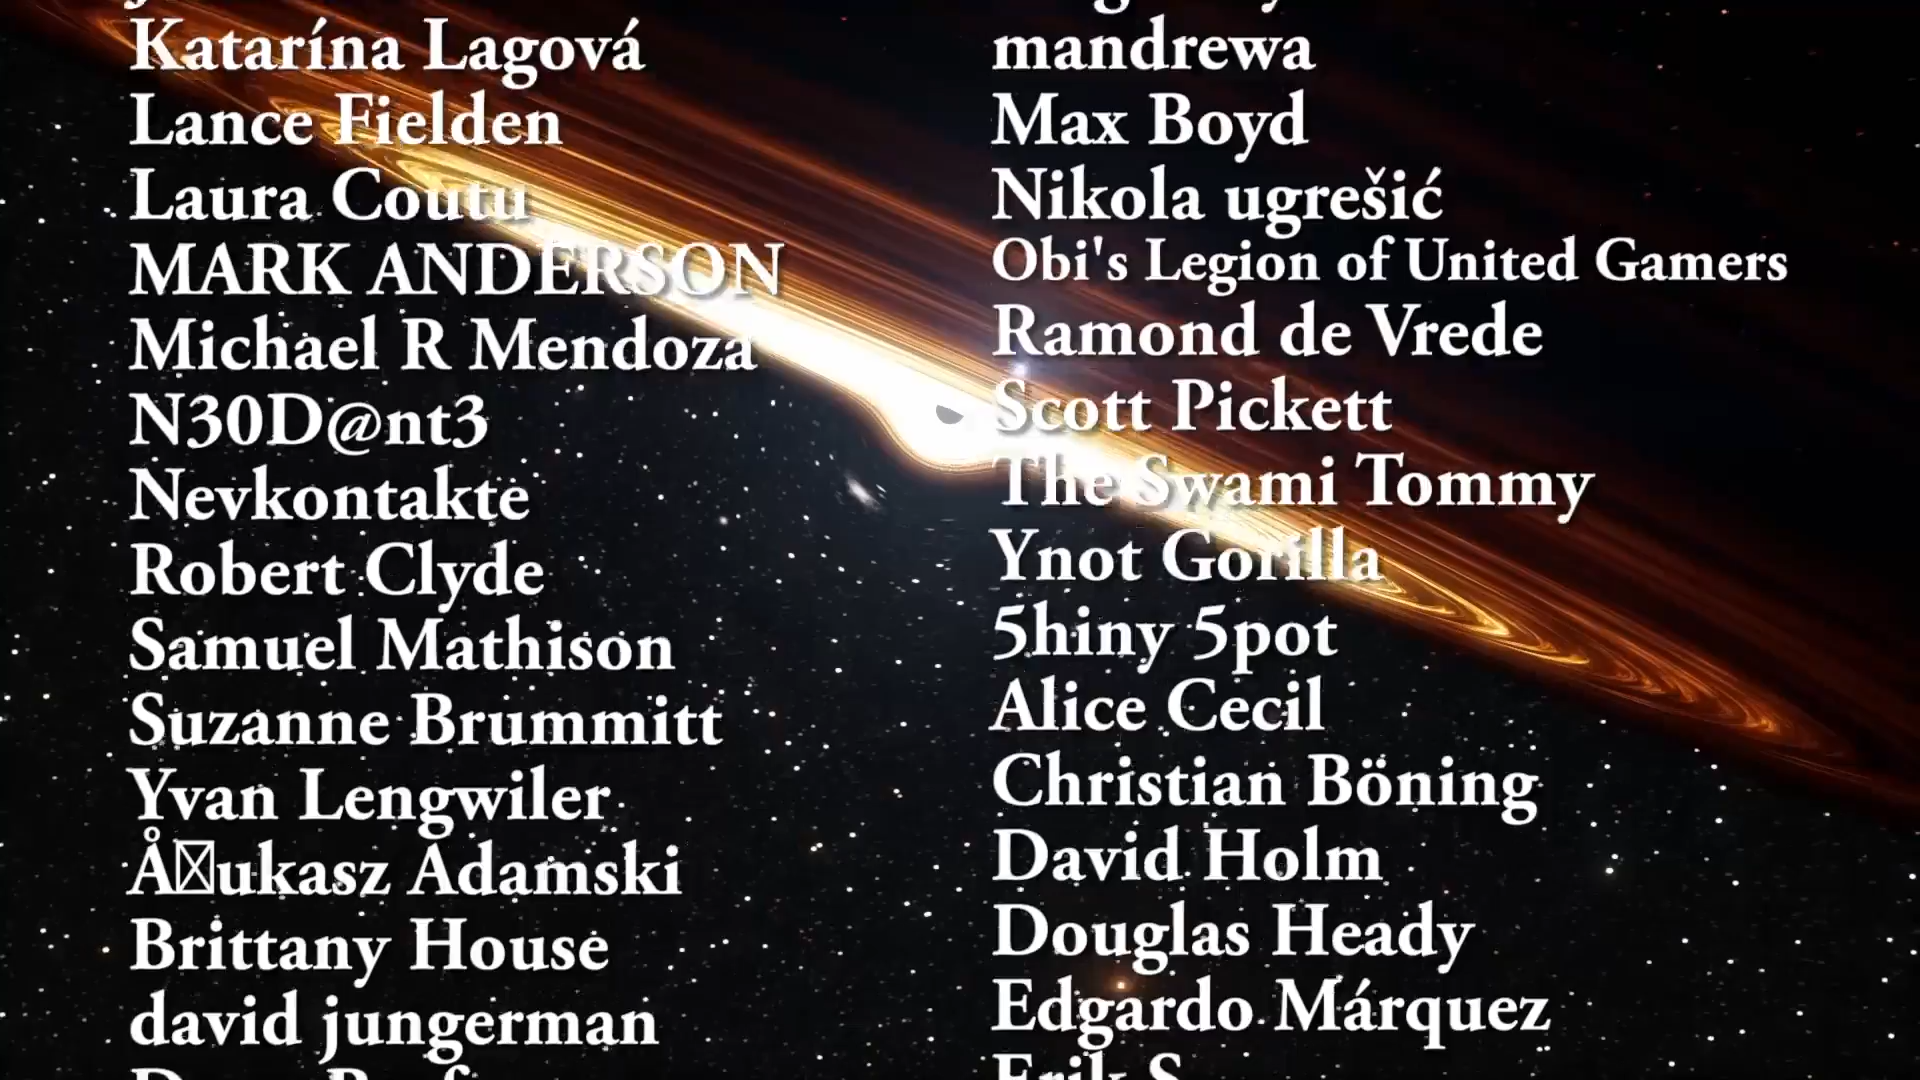 Katarína Lagová
Lance Fielden
Laura Coutu
MARK ANDERSON
Michael R Mendoza
N30D@nt3
Nevkontakte
Robert Clyde
Samuel Mathison
Suzanne Brummitt
Yvan Lengwiler
Å☒ukasz Adamski
Brittany House
david jungerman
mandrewa
Max Boyd
Nikola ugrešić
Obi's Legion of United Gamers
Ramond de Vrede
Scott Pickett
The Swami Tommy
Ynot Gorilla
5hiny 5pot
Alice Cecil
Christian Böning
David Holm
Douglas Heady
Edgardo Márquez
Erik S